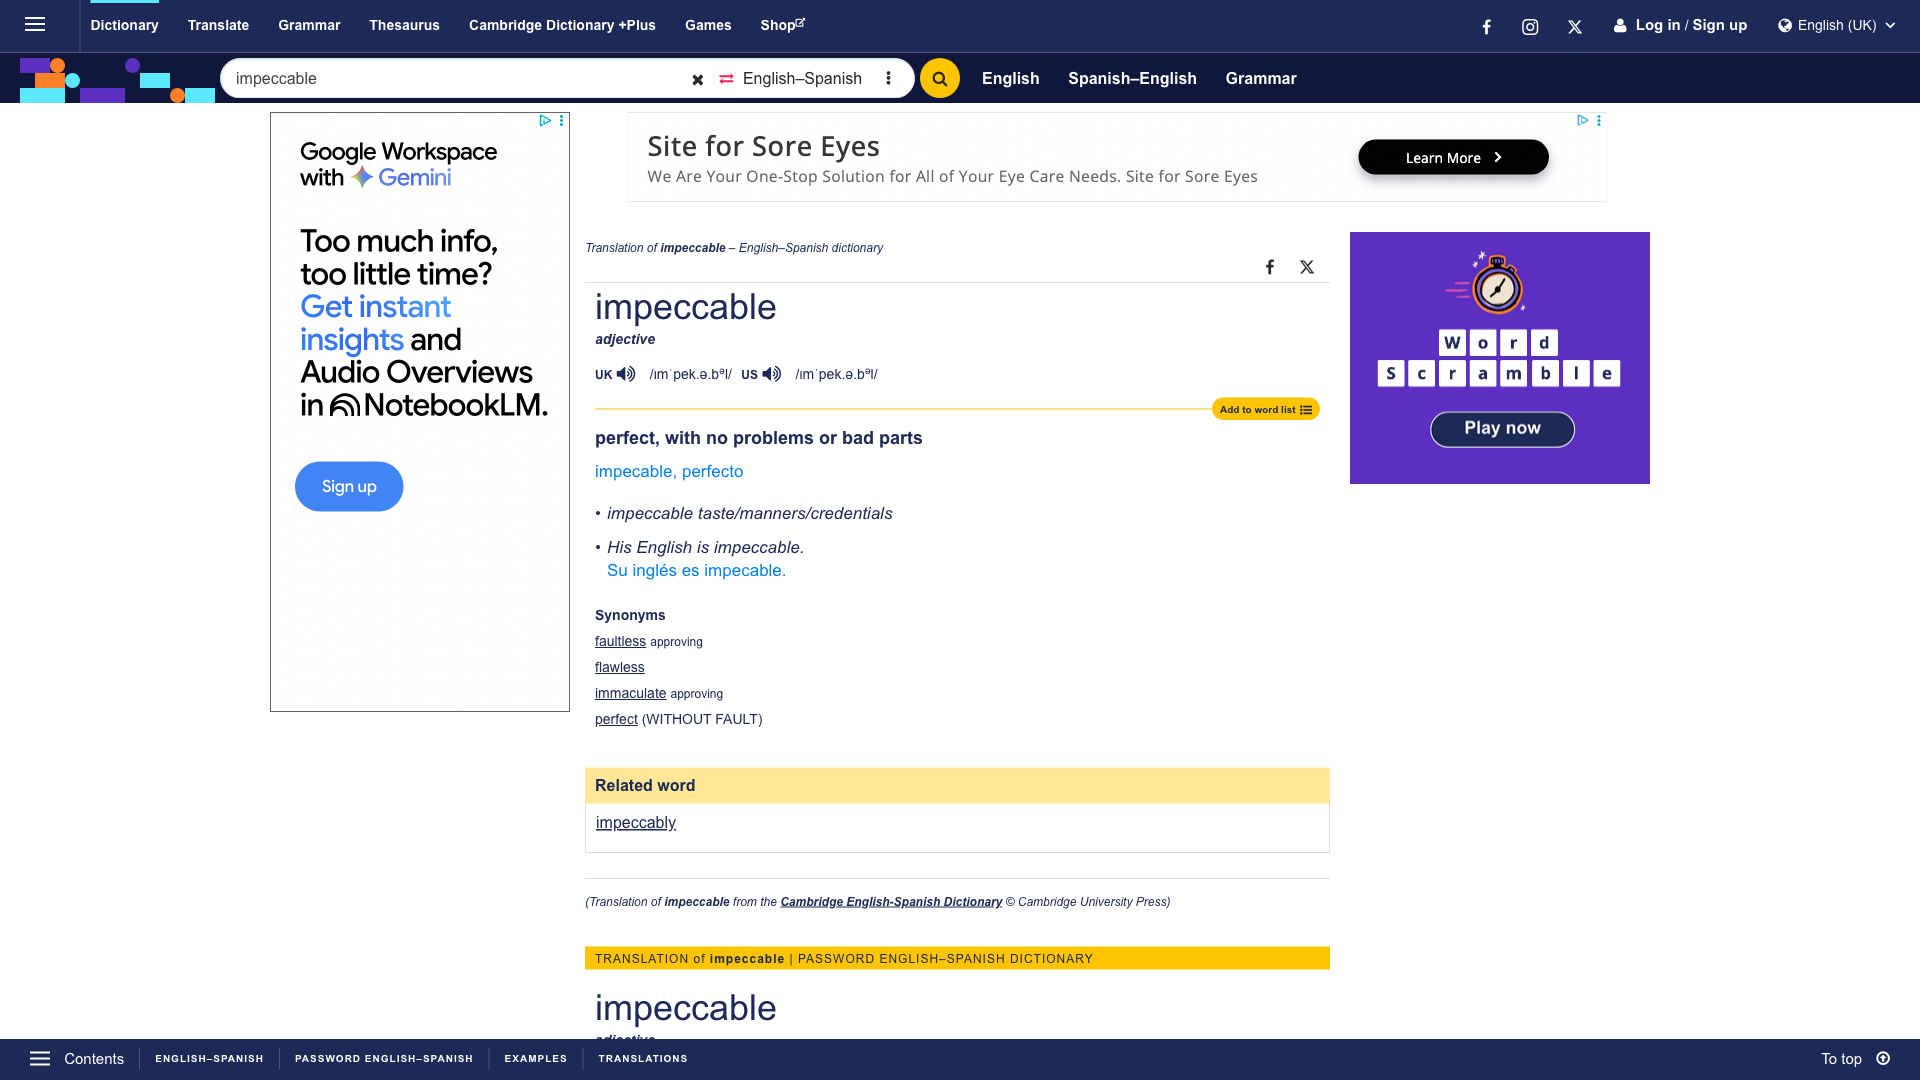 Dictionary Translate Grammar Thesaurus Cambridge Dictionary +Plus Games Shop Log in / Sign up English (UK)
impeccable English–Spanish English Spanish–English Grammar
Google Workspace
with Gemini
Too much info,
too little time?
Get instant
insights and
Audio Overviews
in NotebookLM.
Sign up
Site for Sore Eyes
We Are Your One-Stop Solution for All of Your Eye Care Needs. Site for Sore Eyes
Learn More
Translation of impeccable – English–Spanish dictionary
impeccable
adjective
UK /ɪmˈpek.ə.bəl/ US /ɪmˈpek.ə.bəl/
Add to word list
perfect, with no problems or bad parts
impecable, perfecto
• impeccable taste/manners/credentials
• His English is impeccable.
Su inglés es impecable.
Synonyms
faultless approving
flawless
immaculate approving
perfect (WITHOUT FAULT)
Related word
impeccably
(Translation of impeccable from the Cambridge English-Spanish Dictionary © Cambridge University Press)
TRANSLATION of impeccable | PASSWORD ENGLISH–SPANISH DICTIONARY
impeccable
adjective
Word
Scramble
Play now
Contents ENGLISH–SPANISH PASSWORD ENGLISH–SPANISH EXAMPLES TRANSLATIONS To top